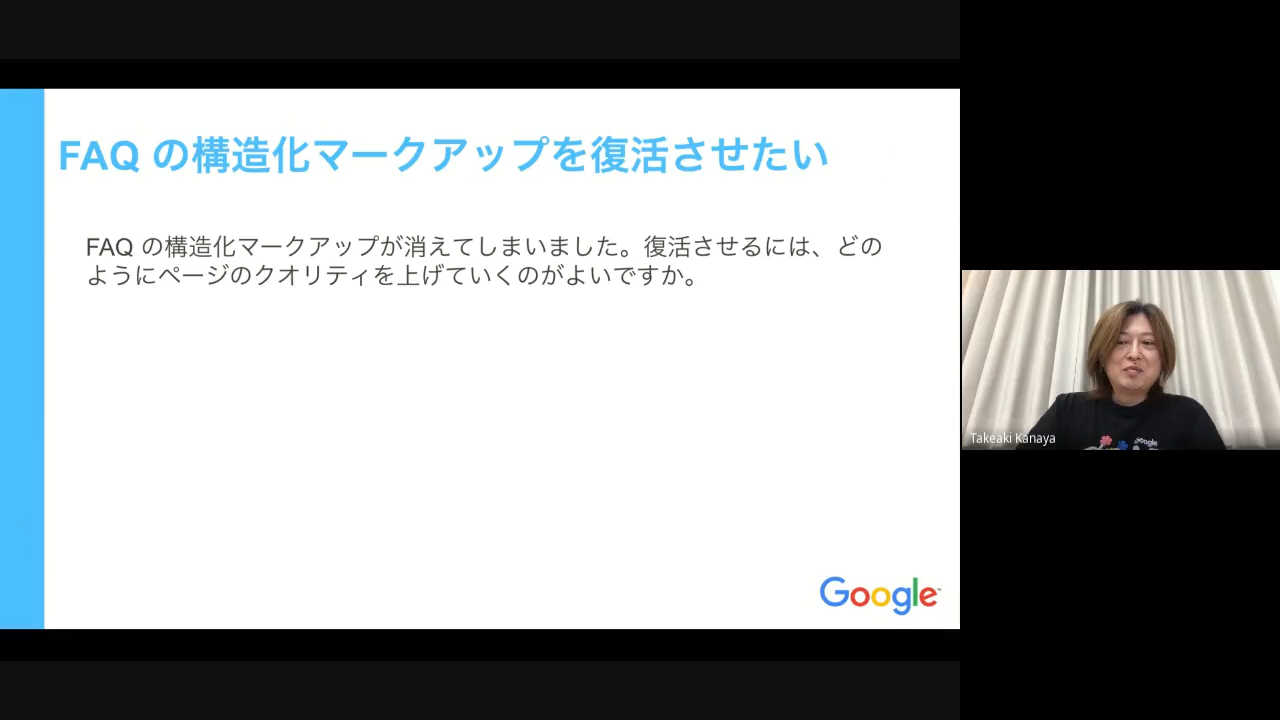 FAQ の構造化マークアップを復活させたい
FAQ の構造化マークアップが消えてしまいました。復活させるには、どの
ようにページのクオリティを上げていくのがよいですか。
Google
Takeaki Kanaya
Google